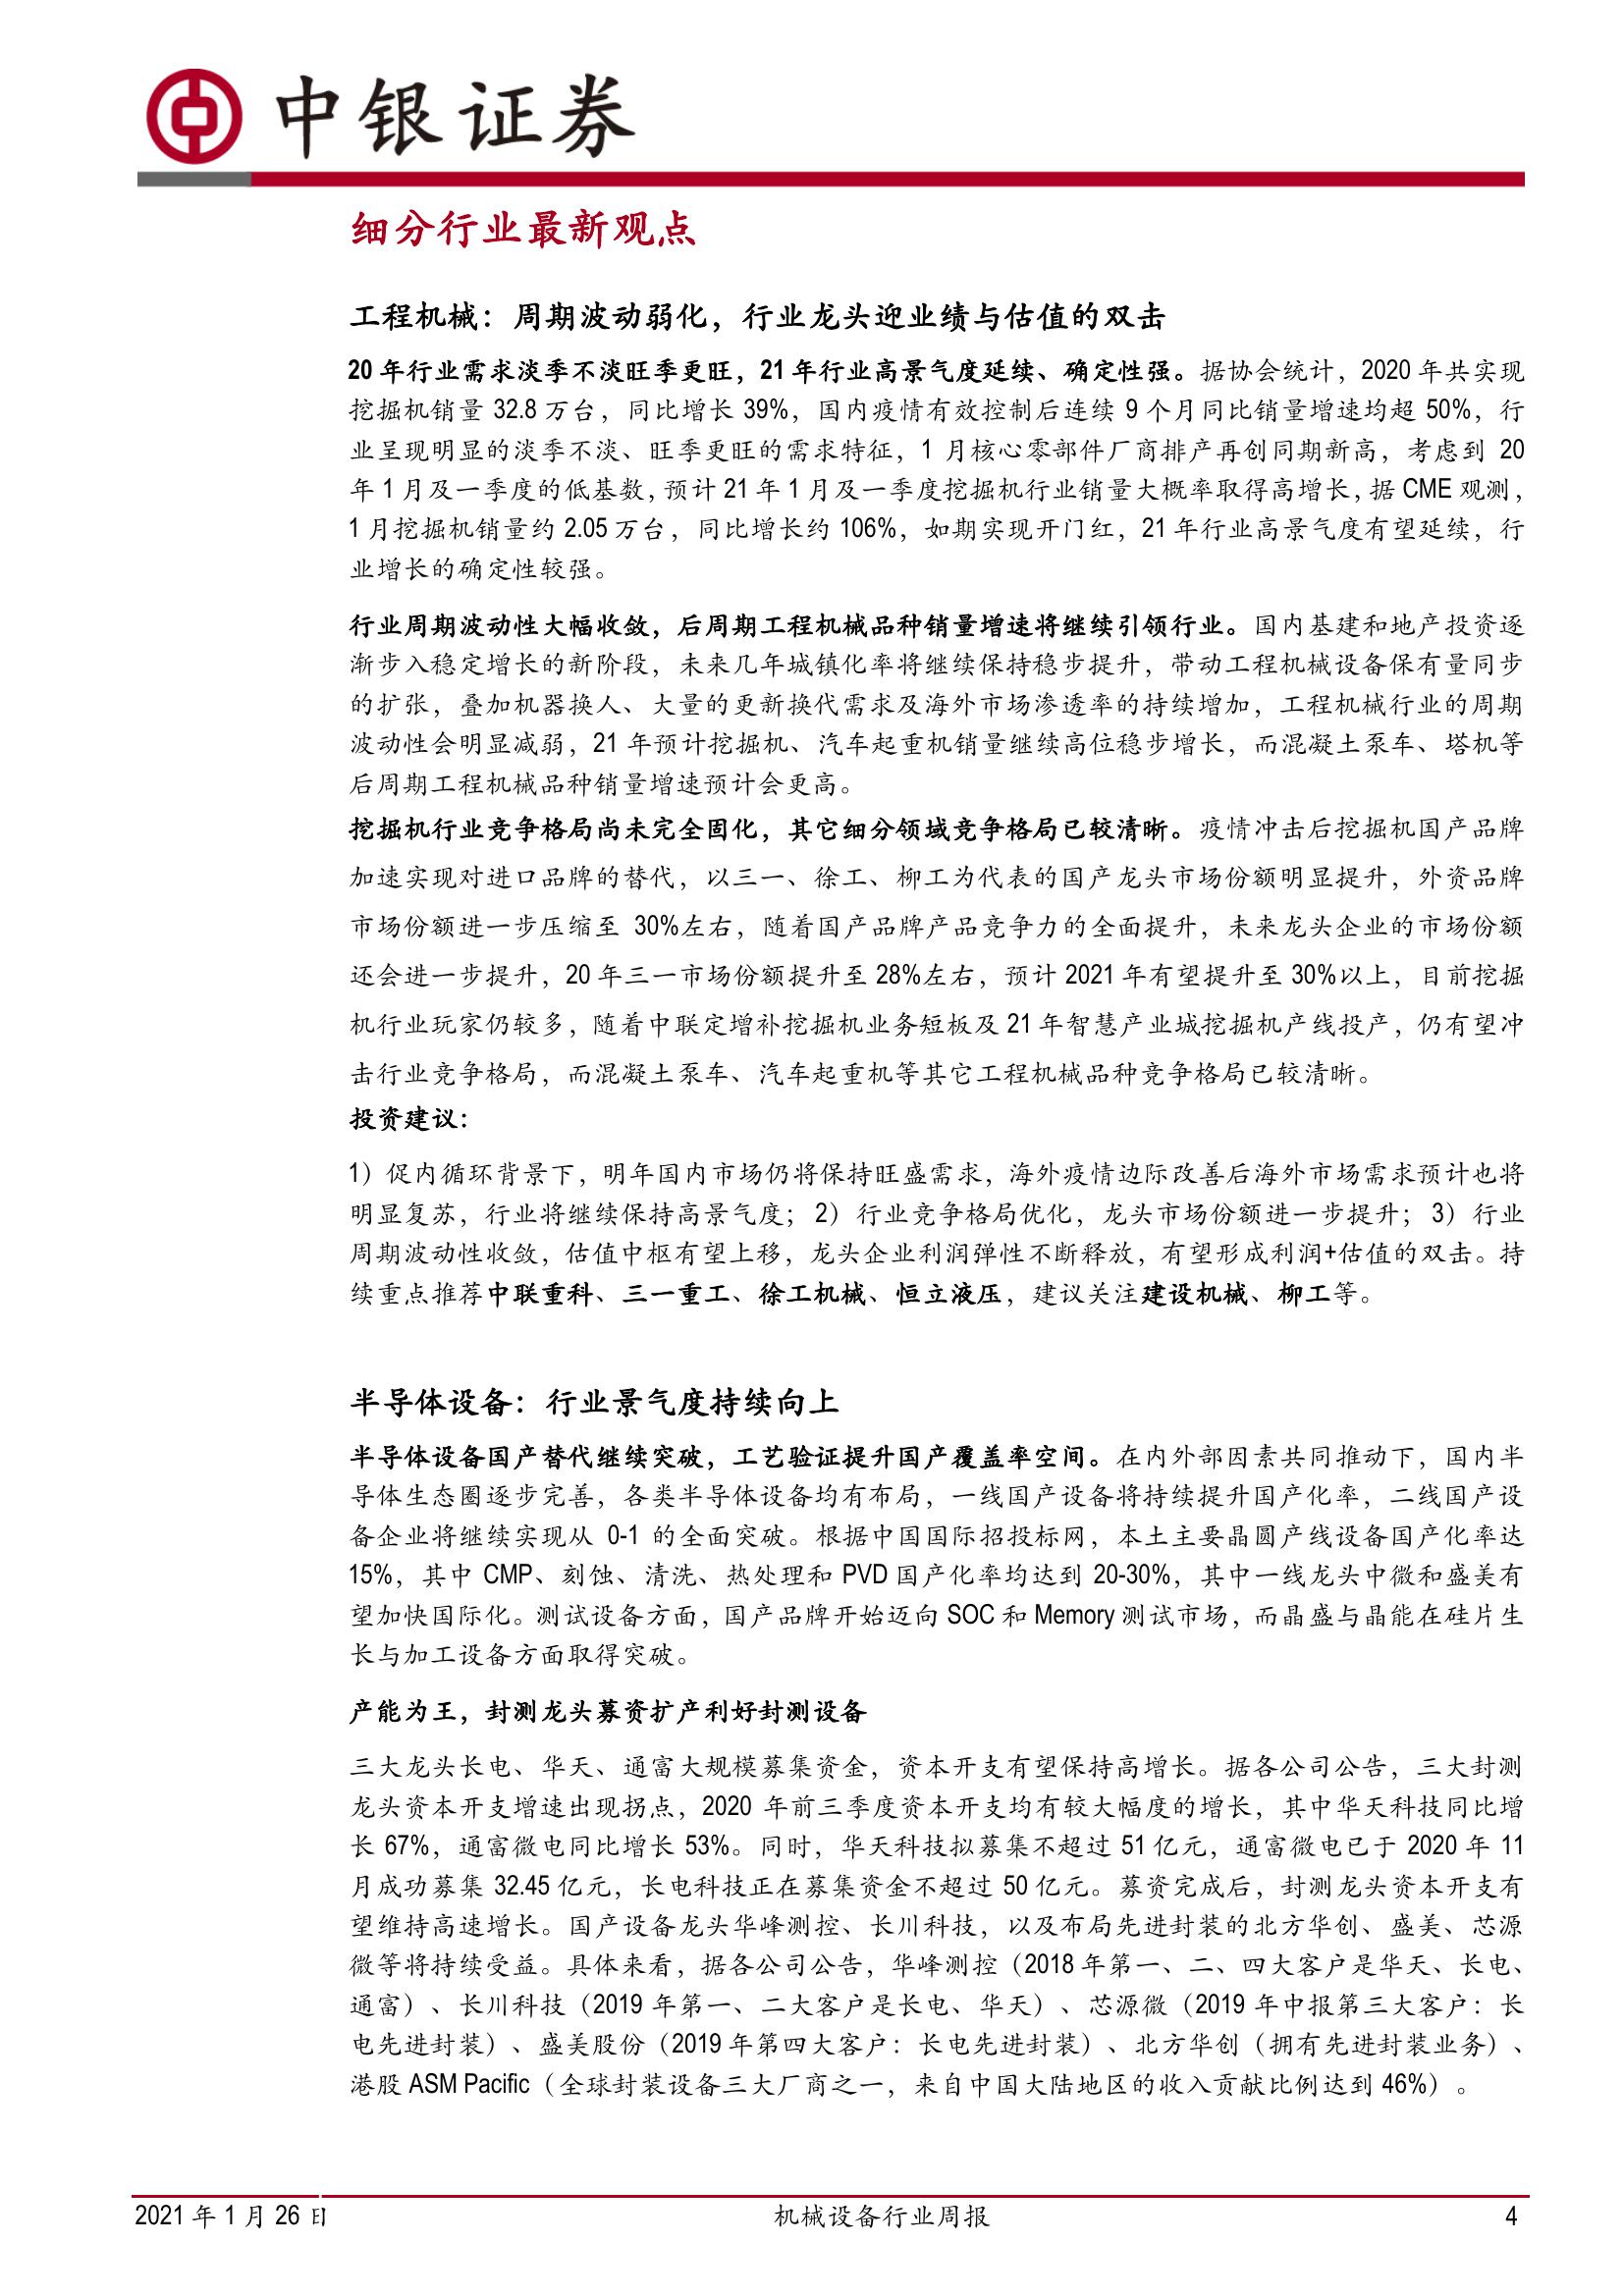 中银证券
细分行业最新观点
工程机械：周期波动弱化，行业龙头迎业绩与估值的双击
20 年行业需求淡季不淡旺季更旺，21 年行业高景气度延续、确定性强。据协会统计，2020 年共实现
挖掘机销量 32.8 万台，同比增长 39%，国内疫情有效控制后连续 9 个月同比销量增速均超 50%，行
业呈现明显的淡季不淡、旺季更旺的需求特征，1 月核心零部件厂商排产再创同期新高，考虑到 20
年 1 月及一季度的低基数，预计 21 年 1 月及一季度挖掘机行业销量大概率取得高增长，据 CME 观测，
1 月挖掘机销量约 2.05 万台，同比增长约 106%，如期实现开门红，21 年行业高景气度有望延续，行
业增长的确定性较强。
行业周期波动性大幅收敛，后周期工程机械品种销量增速将继续引领行业。国内基建和地产投资逐
渐步入稳定增长的新阶段，未来几年城镇化率将继续保持稳步提升，带动工程机械设备保有量同步
的扩张，叠加机器换人、大量的更新换代需求及海外市场渗透率的持续增加，工程机械行业的周期
波动性会明显减弱，21 年预计挖掘机、汽车起重机销量继续高位稳步增长，而混凝土泵车、塔机等
后周期工程机械品种销量增速预计会更高。
挖掘机行业竞争格局尚未完全固化，其它细分领域竞争格局已较清晰。疫情冲击后挖掘机国产品牌
加速实现对进口品牌的替代，以三一、徐工、柳工为代表的国产龙头市场份额明显提升，外资品牌
市场份额进一步压缩至 30%左右，随着国产品牌产品竞争力的全面提升，未来龙头企业的市场份额
还会进一步提升，20 年三一市场份额提升至 28%左右，预计 2021 年有望提升至 30%以上，目前挖掘
机行业玩家仍较多，随着中联定增补挖掘机业务短板及 21 年智慧产业城挖掘机产线投产，仍有望冲
击行业竞争格局，而混凝土泵车、汽车起重机等其它工程机械品种竞争格局已较清晰。
投资建议：
1）促内循环背景下，明年国内市场仍将保持旺盛需求，海外疫情边际改善后海外市场需求预计也将
明显复苏，行业将继续保持高景气度；2）行业竞争格局优化，龙头市场份额进一步提升；3）行业
周期波动性收敛，估值中枢有望上移，龙头企业利润弹性不断释放，有望形成利润+估值的双击。持
续重点推荐中联重科、三一重工、徐工机械、恒立液压，建议关注建设机械、柳工等。
半导体设备：行业景气度持续向上
半导体设备国产替代继续突破，工艺验证提升国产覆盖率空间。在内外部因素共同推动下，国内半
导体生态圈逐步完善，各类半导体设备均有布局，一线国产设备将持续提升国产化率，二线国产设
备企业将继续实现从 0-1 的全面突破。根据中国国际招投标网，本土主要晶圆产线设备国产化率达
15%，其中 CMP、刻蚀、清洗、热处理和 PVD 国产化率均达到 20-30%，其中一线龙头中微和盛美有
望加快国际化。测试设备方面，国产品牌开始迈向 SOC 和 Memory 测试市场，而晶盛与晶能在硅片生
长与加工设备方面取得突破。
产能为王，封测龙头募资扩产利好封测设备
三大龙头长电、华天、通富大规模募集资金，资本开支有望保持高增长。据各公司公告，三大封测
龙头资本开支增速出现拐点，2020 年前三季度资本开支均有较大幅度的增长，其中华天科技同比增
长 67%，通富微电同比增长 53%。同时，华天科技拟募集不超过 51 亿元，通富微电已于 2020 年 11
月成功募集 32.45 亿元，长电科技正在募集资金不超过 50 亿元。募资完成后，封测龙头资本开支有
望维持高速增长。国产设备龙头华峰测控、长川科技，以及布局先进封装的北方华创、盛美、芯源
微等将持续受益。具体来看，据各公司公告，华峰测控（2018 年第一、二、四大客户是华天、长电、
通富）、长川科技（2019 年第一、二大客户是长电、华天）、芯源微（2019 年中报第三大客户：长
电先进封装）、盛美股份（2019 年第四大客户：长电先进封装）、北方华创（拥有先进封装业务）、
港股 ASM Pacific（全球封装设备三大厂商之一，来自中国大陆地区的收入贡献比例达到 46%）。
2021 年 1 月 26 日
机械设备行业周报
4